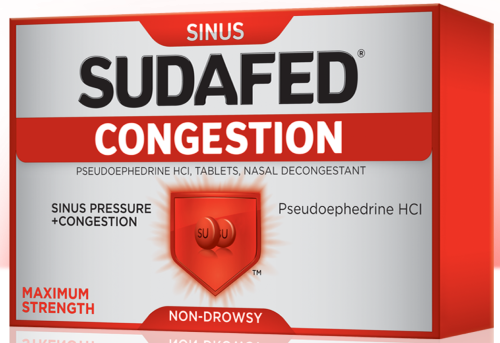 SINUS
SUDAFED®
CONGESTION
PSEUDOEPHEDRINE HCl, TABLETS, NASAL DECONGESTANT
SINUS PRESSURE
+CONGESTION
Pseudoephedrine HCl
SU SU
™
MAXIMUM
STRENGTH
NON-DROWSY